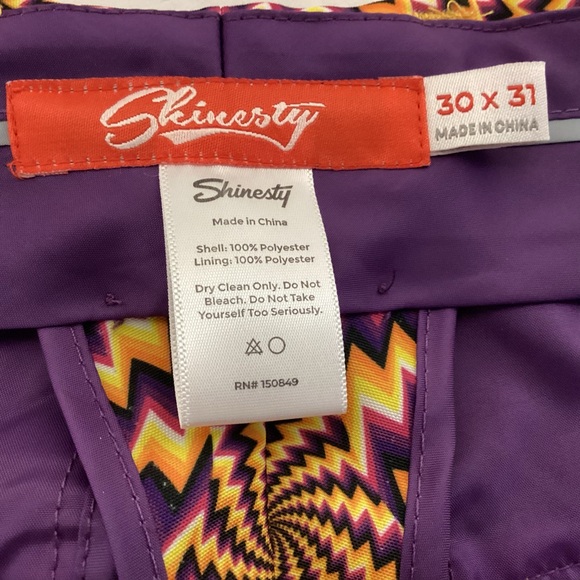 Shinesty
30 X 31
MADE IN CHINA
Shinesty
Made in China
Shell: 100% Polyester
Lining: 100% Polyester
Dry Clean Only. Do Not
Bleach. Do Not Take
Yourself Too Seriously.
RN# 150849